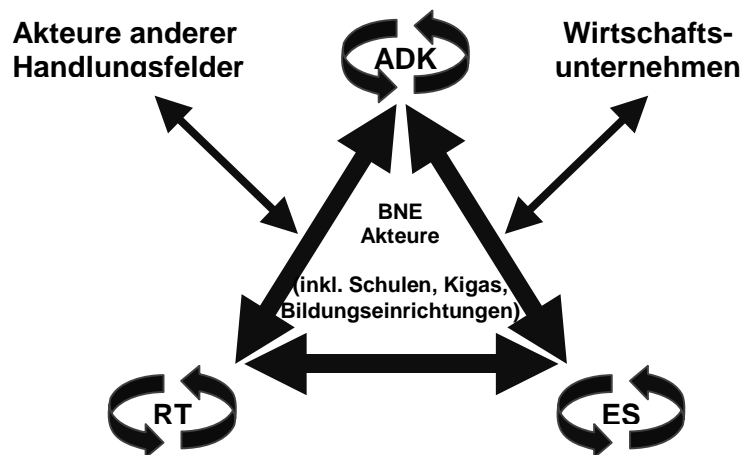 Akteure anderer
Handlungsfelder
ADK
Wirtschafts-
unternehmen
BNE
Akteure
(inkl. Schulen, Kigas,
Bildungseinrichtungen)
RT
ES